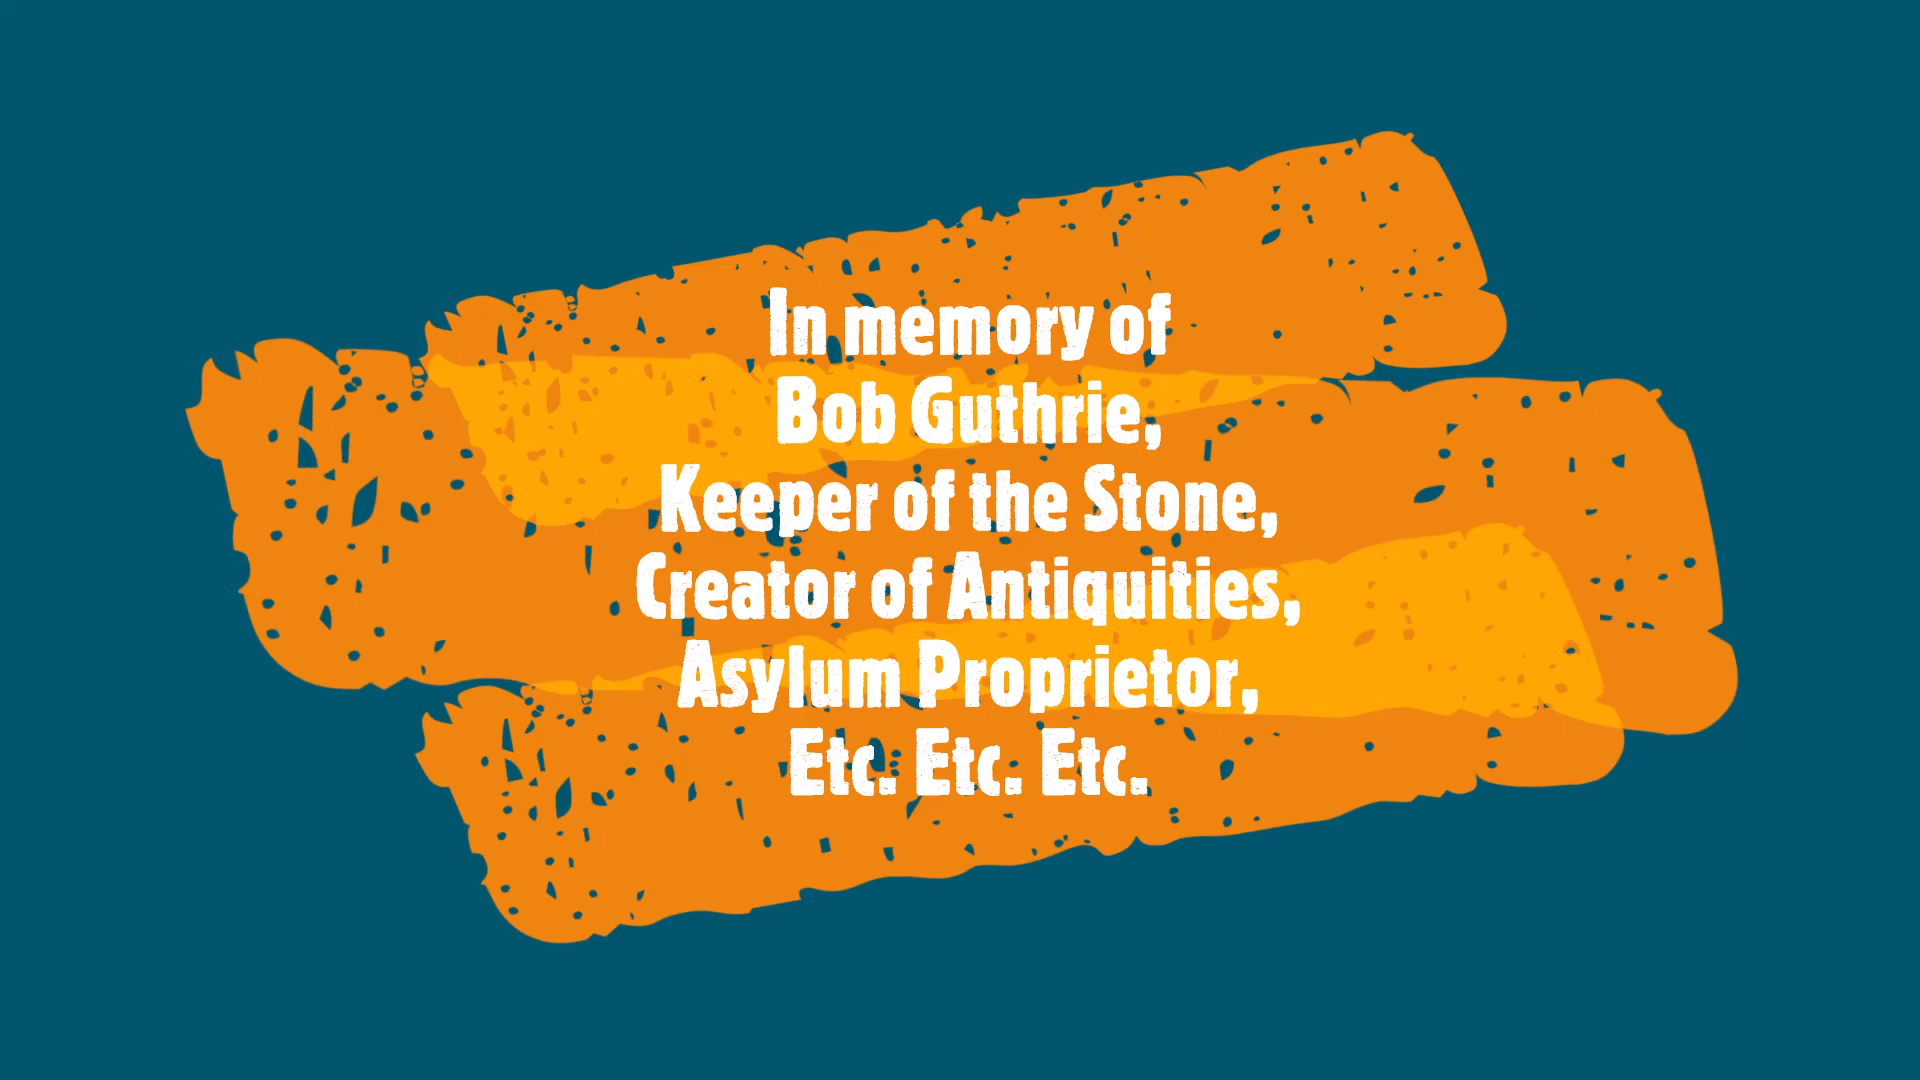 In memory of
Bob Guthrie,
Keeper of the Stone,
Creator of Antiquities,
Asylum Proprietor,
Etc. Etc. Etc.